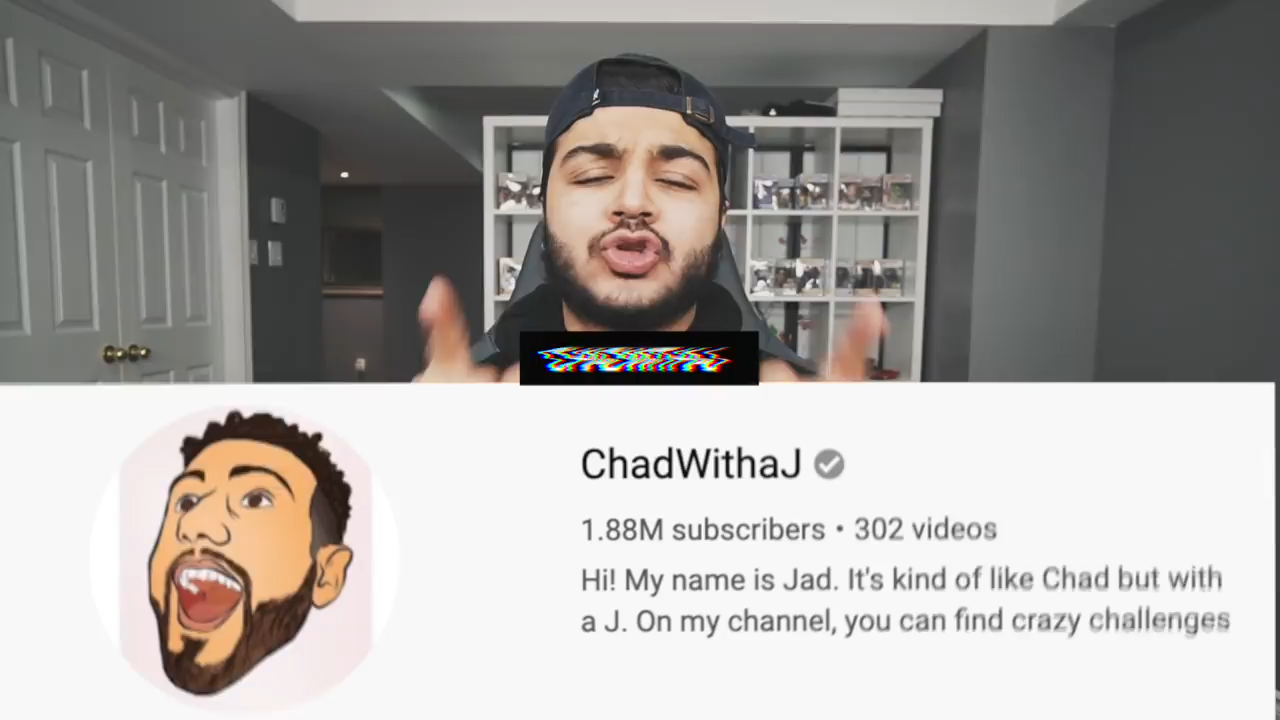 ChadWithaJ
1.88M subscribers • 302 videos
Hi! My name is Jad. It's kind of like Chad but with
a J. On my channel, you can find crazy challenges